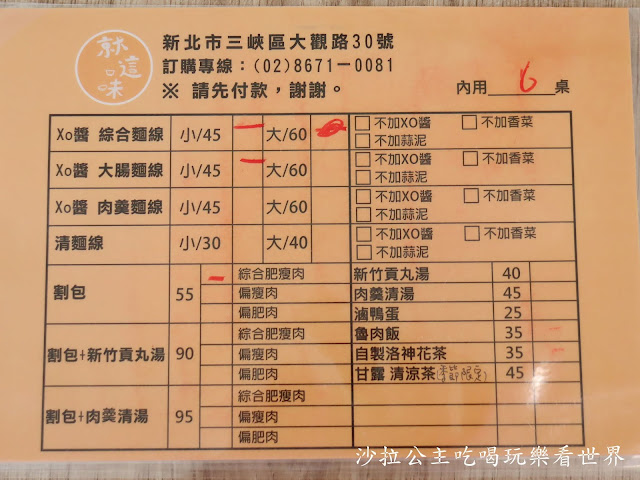 就這味
新北市三峽區大觀路30號
訂購專線：(02)8671－0081
※ 請先付款，謝謝。
內用 6 桌
Xo醬 綜合麵線 小/45 大/60 不加XO醬 不加香菜
不加蒜泥
Xo醬 大腸麵線 小/45 大/60 不加XO醬 不加香菜
不加蒜泥
Xo醬 肉羹麵線 小/45 大/60 不加XO醬 不加香菜
不加蒜泥
清麵線 小/30 大/40 不加XO醬 不加香菜
不加蒜泥
割包 55
綜合肥瘦肉
偏瘦肉
偏肥肉
割包+新竹貢丸湯 90
綜合肥瘦肉
偏瘦肉
偏肥肉
割包+肉羹清湯 95
綜合肥瘦肉
偏瘦肉
偏肥肉
新竹貢丸湯 40
肉羹清湯 45
滷鴨蛋 25
魯肉飯 35
自製洛神花茶 35
甘露 清涼茶(季節限定) 45
沙拉公主吃喝玩樂看世界